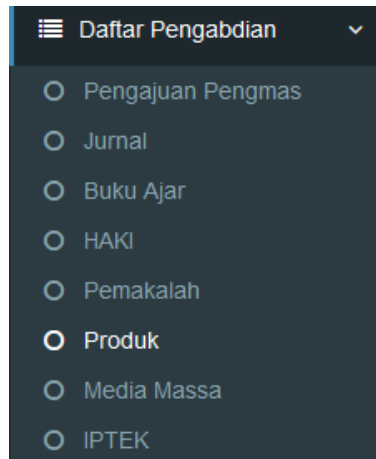 Daftar Pengabdian
Pengajuan Pengmas
Jurnal
Buku Ajar
HAKI
Pemakalah
Produk
Media Massa
IPTEK